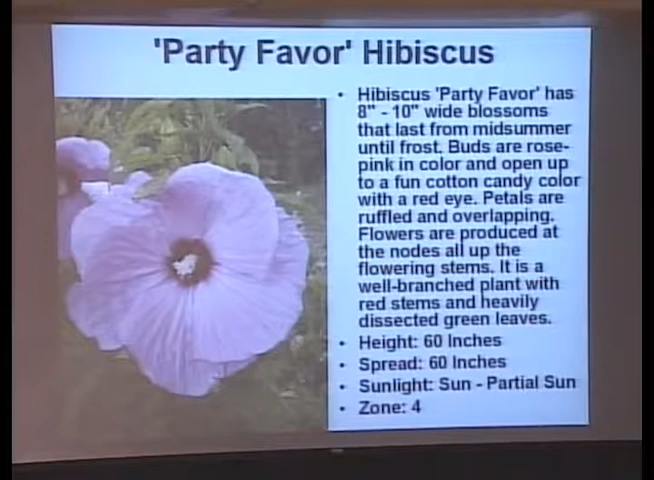 'Party Favor' Hibiscus
• Hibiscus 'Party Favor' has
8" - 10" wide blossoms
that last from midsummer
until frost. Buds are rose-
pink in color and open up
to a fun cotton candy color
with a red eye. Petals are
ruffled and overlapping.
Flowers are produced at
the nodes all up the
flowering stems. It is a
well-branched plant with
red stems and heavily
dissected green leaves.
• Height: 60 Inches
• Spread: 60 Inches
• Sunlight: Sun - Partial Sun
• Zone: 4